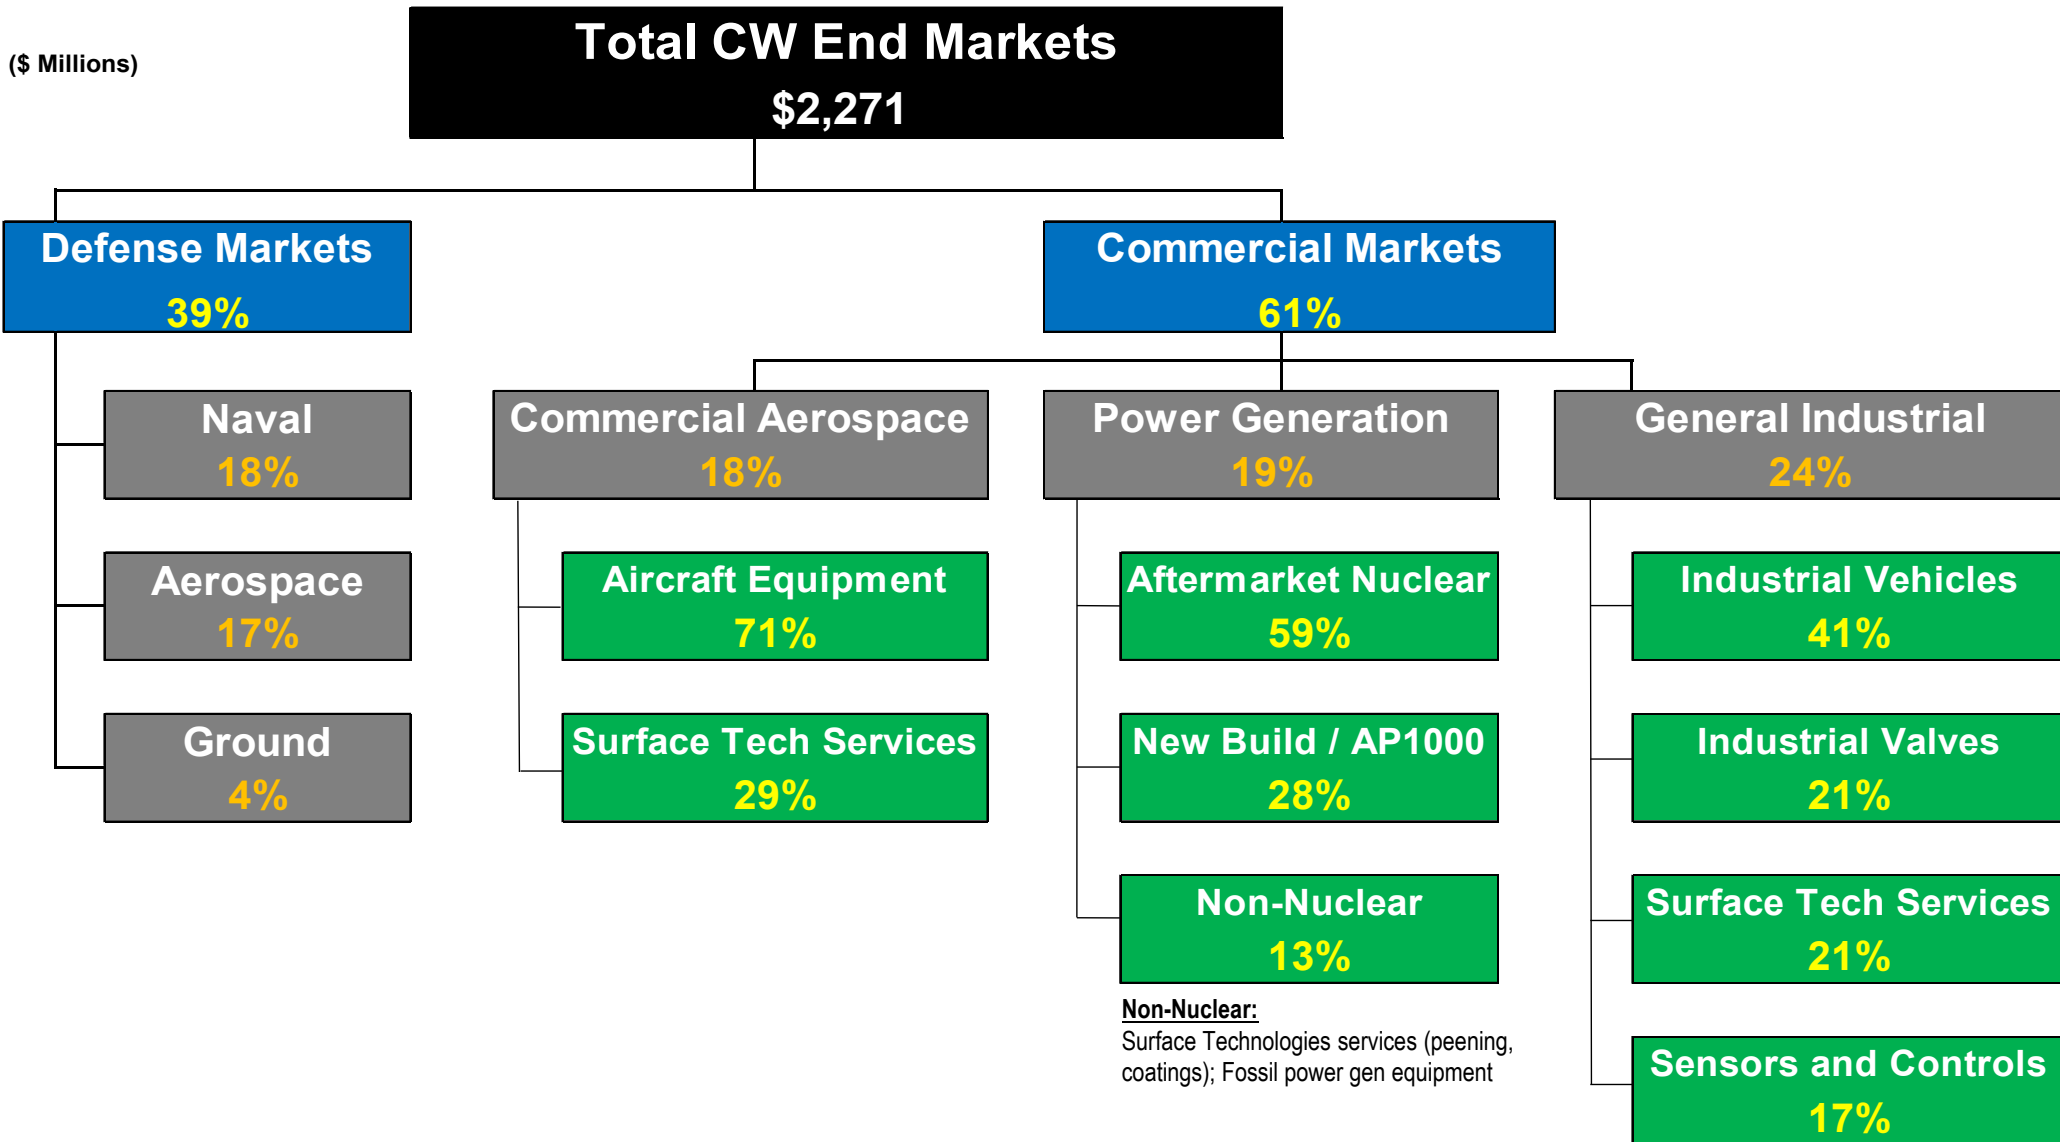 ($ Millions)
Total CW End Markets
$2,271
Defense Markets
39%
Commercial Markets
61%
Naval
18%
Aerospace
17%
Ground
4%
Commercial Aerospace
18%
Aircraft Equipment
71%
Surface Tech Services
29%
Power Generation
19%
Aftermarket Nuclear
59%
New Build / AP1000
28%
Non-Nuclear
13%
Non-Nuclear:
Surface Technologies services (peening,
coatings); Fossil power gen equipment
General Industrial
24%
Industrial Vehicles
41%
Industrial Valves
21%
Surface Tech Services
21%
Sensors and Controls
17%